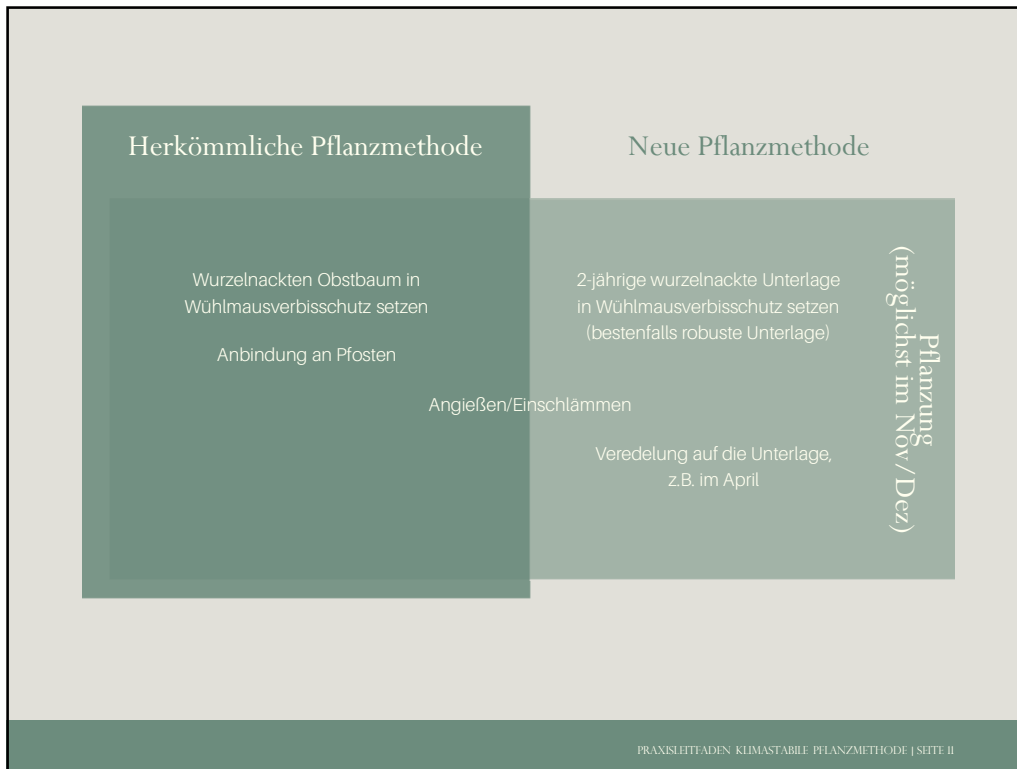 Herkömmliche Pflanzmethode
Neue Pflanzmethode
Wurzelnackten Obstbaum in
Wühlmausverbisschutz setzen
Anbindung an Pfosten
2-jährige wurzelnackte Unterlage
in Wühlmausverbisschutz setzen
(bestenfalls robuste Unterlage)
Angießen/Einschlämmen
Veredelung auf die Unterlage,
z.B. im April
Pflanzung
(möglichst im Nov/Dez)
PRAXISLEITFADEN KLIMASTABILE PFLANZMETHODE | SEITE 11